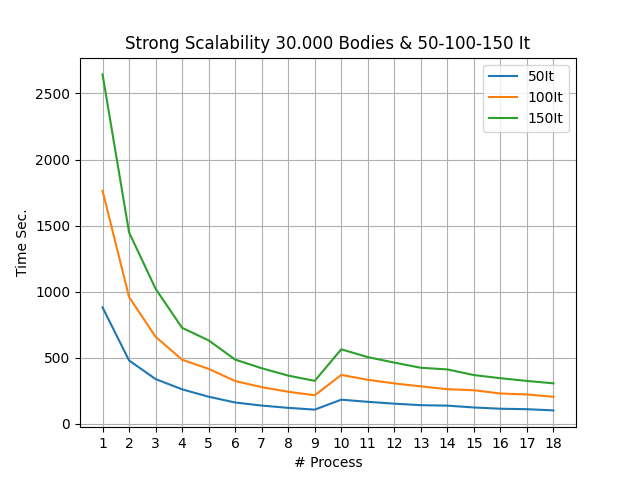 Strong Scalability 30.000 Bodies & 50-100-150 It
50It
100It
150It
2500
2000
1500
1000
500
0
Time Sec.
1 2 3 4 5 6 7 8 9 10 11 12 13 14 15 16 17 18
# Process